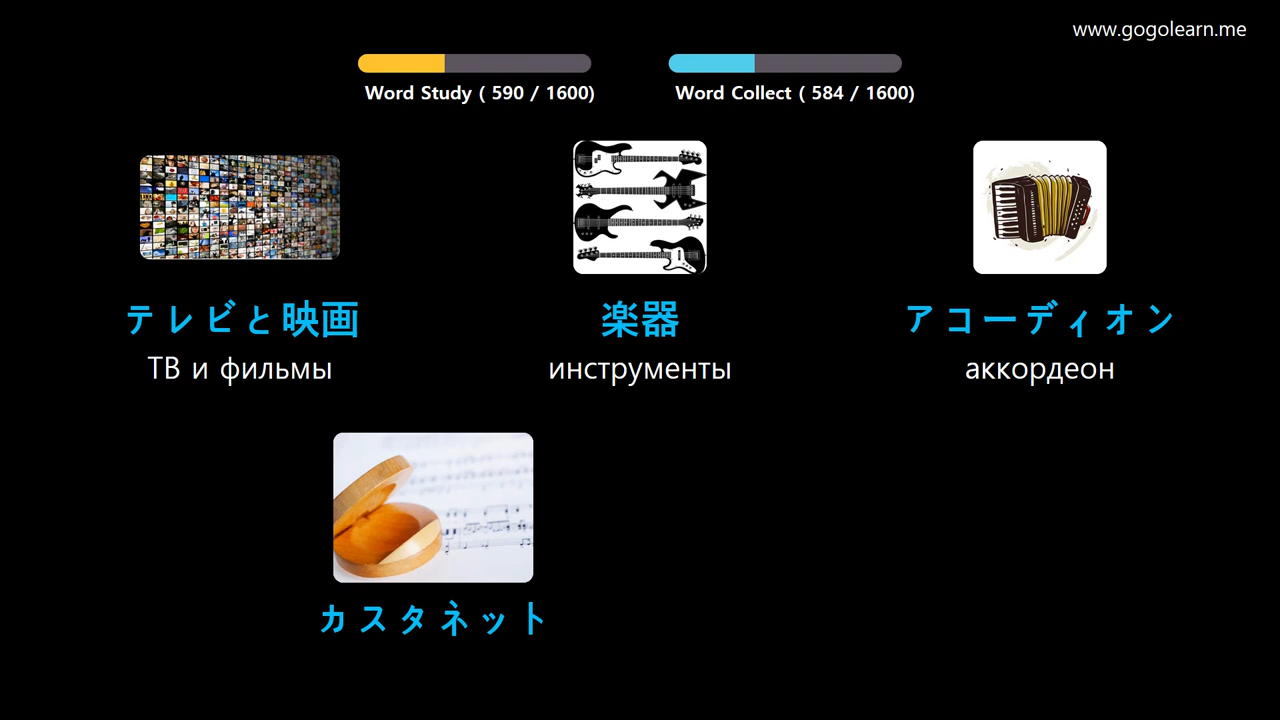 www.gogolearn.me
Word Study ( 590 / 1600)
Word Collect ( 584 / 1600)
テレビと映画
楽器
アコーディオン
ТВ и фильмы
инструменты
аккордеон
カスタネット